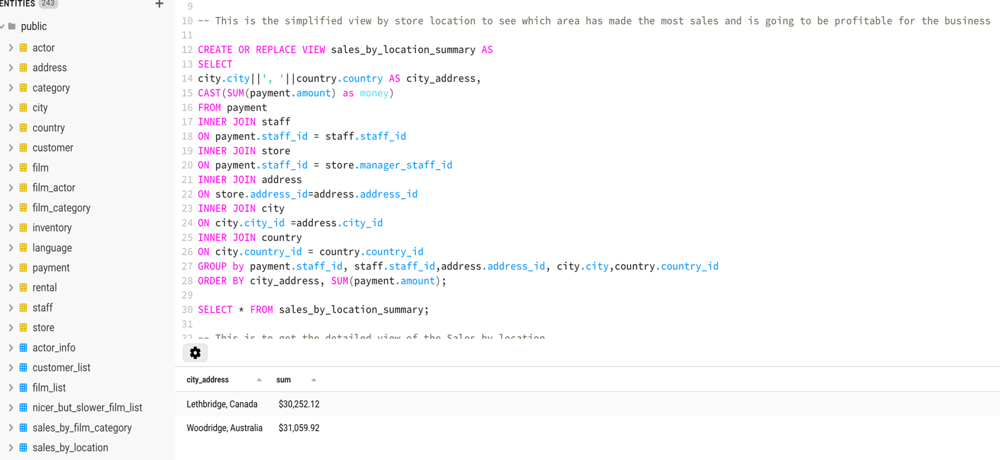 ENTITIES 243 +
public
actor
address
category
city
country
customer
film
film_actor
film_category
inventory
language
payment
rental
staff
store
actor_info
customer_list
film_list
nicer_but_slower_film_list
sales_by_film_category
sales_by_location
9
10 -- This is the simplified view by store location to see which area has made the most sales and is going to be profitable for the business
11
12 CREATE OR REPLACE VIEW sales_by_location_summary AS
13 SELECT
14 city.city||', '||country.country AS city_address,
15 CAST(SUM(payment.amount) as money)
16 FROM payment
17 INNER JOIN staff
18 ON payment.staff_id = staff.staff_id
19 INNER JOIN store
20 ON payment.staff_id = store.manager_staff_id
21 INNER JOIN address
22 ON store.address_id=address.address_id
23 INNER JOIN city
24 ON city.city_id =address.city_id
25 INNER JOIN country
26 ON city.country_id = country.country_id
27 GROUP by payment.staff_id, staff.staff_id,address.address_id, city.city,country.country_id
28 ORDER BY city_address, SUM(payment.amount);
29
30 SELECT * FROM sales_by_location_summary;
31
32 -- This is to get the detailed view of the Sales by location
city_address sum
Lethbridge, Canada $30,252.12
Woodridge, Australia $31,059.92